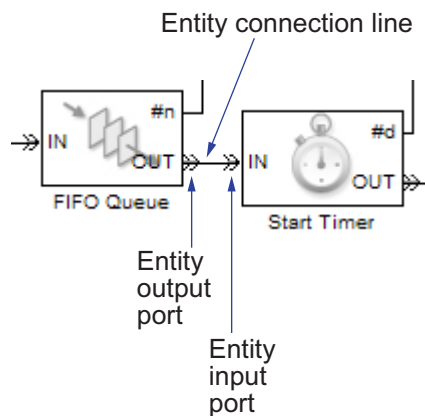 Entity connection line
#n
IN
OUT
FIFO Queue
#d
IN
OUT
Start Timer
Entity
output
port
Entity
input
port